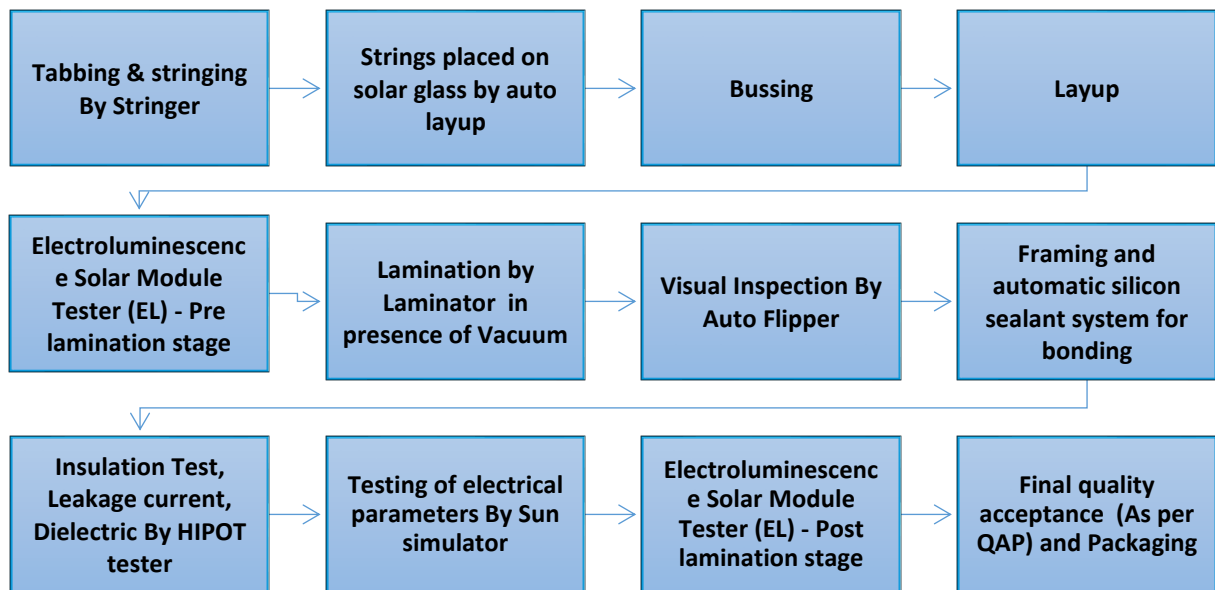 Tabbing & stringing
By Stringer
Strings placed on
solar glass by auto
layup
Bussing
Layup
Electroluminescenc
e Solar Module
Tester (EL) - Pre
lamination stage
Lamination by
Laminator in
presence of Vacuum
Visual Inspection By
Auto Flipper
Framing and
automatic silicon
sealant system for
bonding
Insulation Test,
Leakage current,
Dielectric By HIPOT
tester
Testing of electrical
parameters By Sun
simulator
Electroluminescenc
e Solar Module
Tester (EL) - Post
lamination stage
Final quality
acceptance (As per
QAP) and Packaging